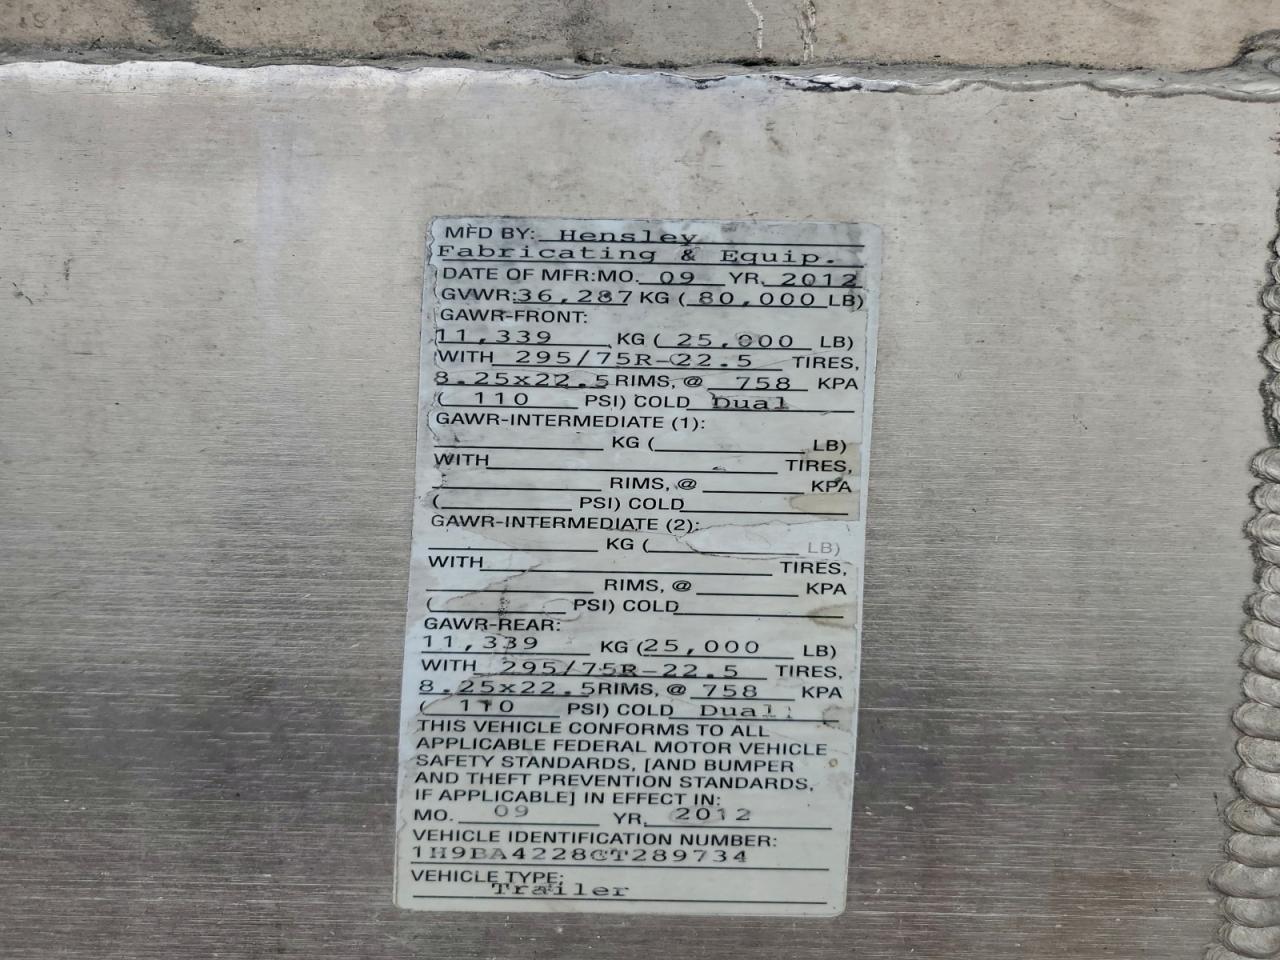 MFD BY: Hensley
Fabricating & Equip.
DATE OF MFR:MO. 09 YR. 2012
GVWR:36,287 KG ( 80,000 LB)
GAWR-FRONT:
11,339 KG ( 25,000 LB)
WITH 295/75R-22.5 TIRES,
8.25x22.5 RIMS, @ 758 KPA
( 110 PSI) COLD Dual
GAWR-INTERMEDIATE (1):
KG ( LB)
WITH TIRES,
RIMS, @ KPA
( PSI) COLD
GAWR-INTERMEDIATE (2):
KG ( LB)
WITH TIRES,
RIMS, @ KPA
( PSI) COLD
GAWR-REAR:
11,339 KG (25,000 LB)
WITH 295/75R-22.5 TIRES,
8.25x22.5RIMS, @ 758 KPA
( 110 PSI) COLD Dual
THIS VEHICLE CONFORMS TO ALL
APPLICABLE FEDERAL MOTOR VEHICLE
SAFETY STANDARDS, [AND BUMPER
AND THEFT PREVENTION STANDARDS,
IF APPLICABLE] IN EFFECT IN:
MO. 09 YR. 2012
VEHICLE IDENTIFICATION NUMBER:
1H9BA4228CT289734
VEHICLE TYPE:
Trailer